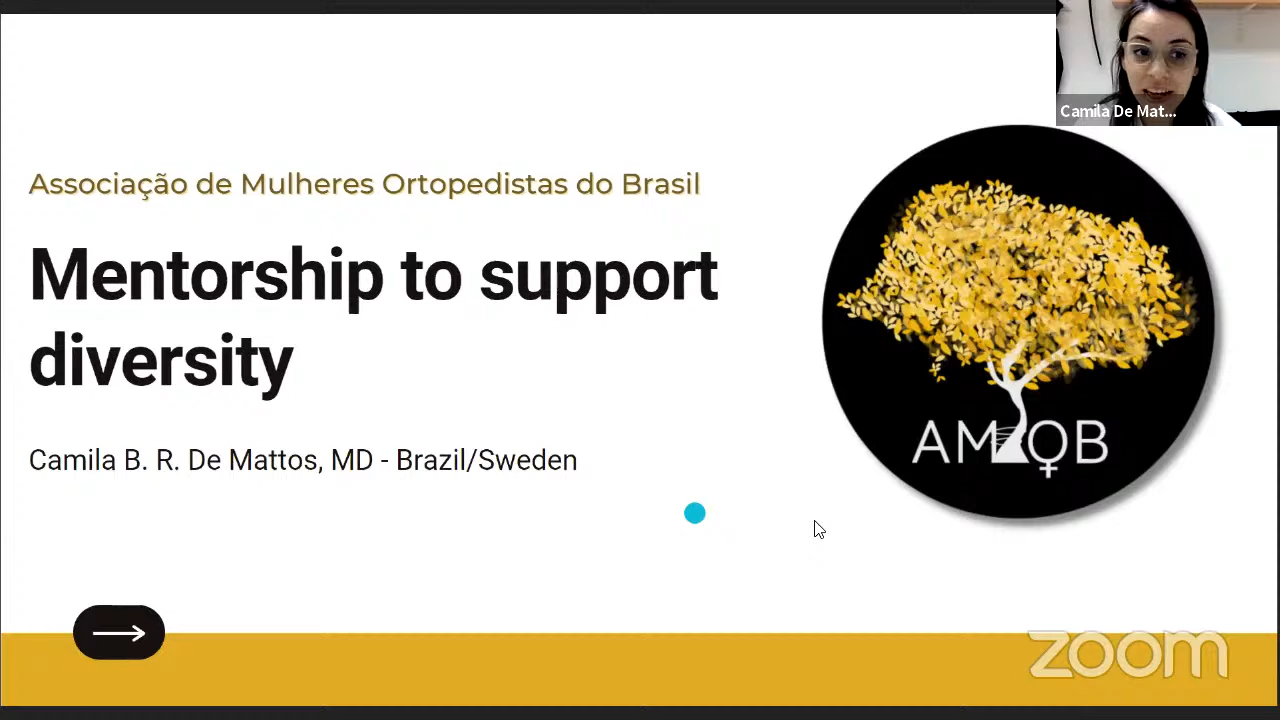 Camila De Mat...
Associação de Mulheres Ortopedistas do Brasil
Mentorship to support
diversity
Camila B. R. De Mattos, MD - Brazil/Sweden
AMOB
zoom